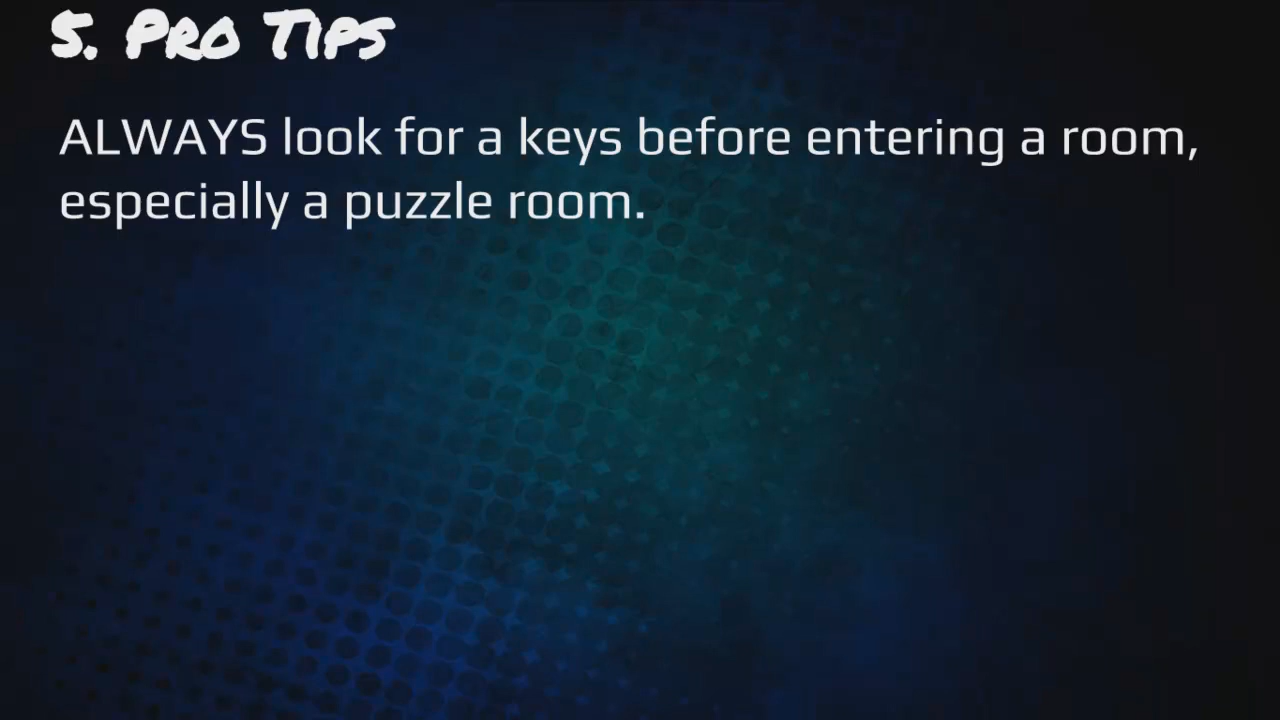 5. Pro Tips
ALWAYS look for a keys before entering a room,
especially a puzzle room.